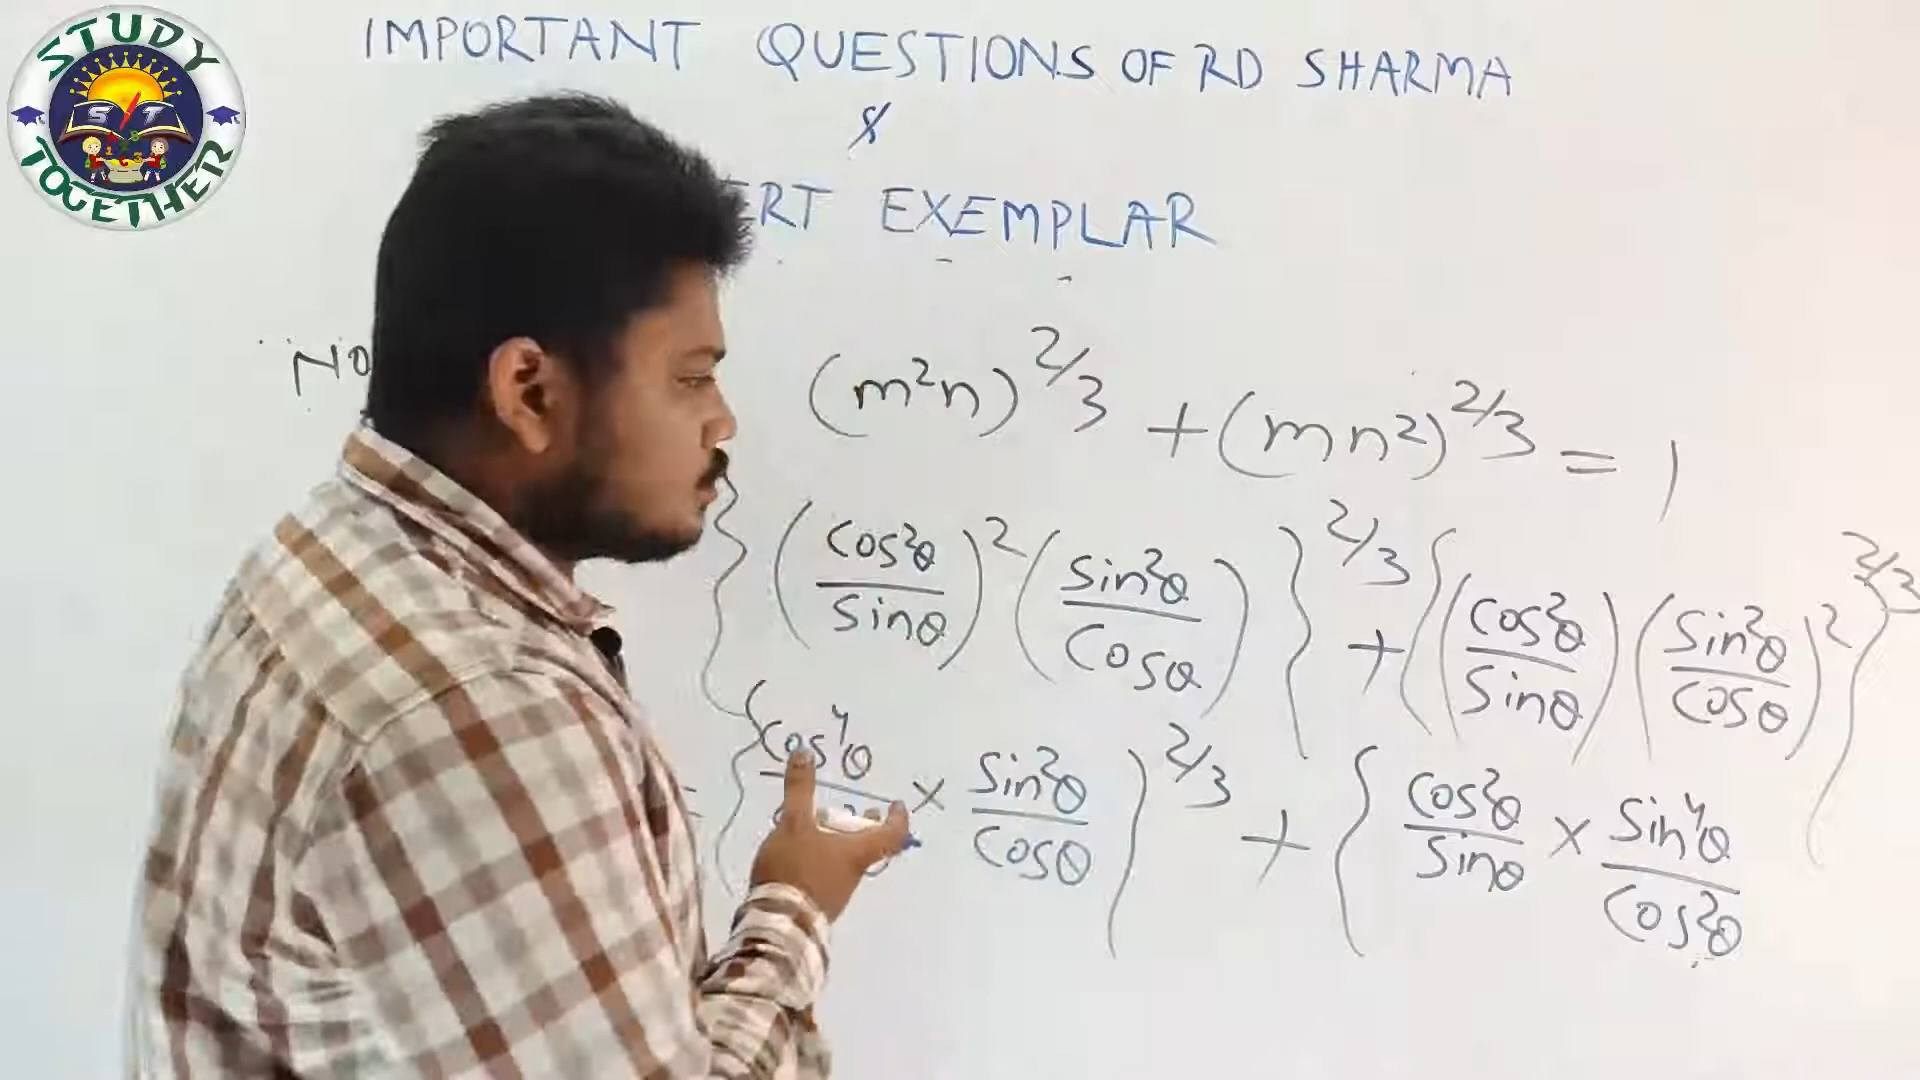 STUDY
S T
TOGETHER
IMPORTANT QUESTIONS OF RD SHARMA
&
ERT EXEMPLAR
No
(m²n)^2/3 + (mn²)^2/3 = 1
{(cos²θ/sinθ)² (sin²θ/cosθ)}^2/3 + {(cos²θ/sinθ) (sin²θ/cosθ)²}^2/3
= {cos⁴θ/ × sin²θ/cosθ}^2/3 + {cos²θ/sinθ × sin⁴θ/cos²θ